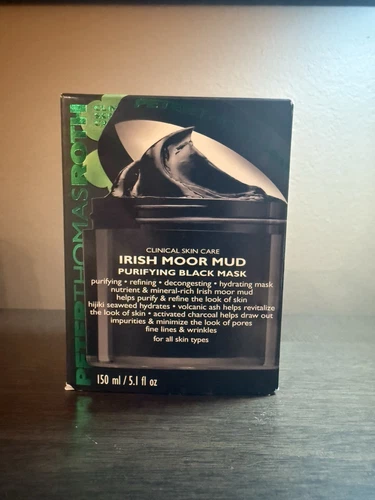 PETERTHOMASROTH
CLINICAL SKIN CARE
IRISH MOOR MUD
PURIFYING BLACK MASK
purifying • refining • decongesting • hydrating mask
nutrient & mineral-rich Irish moor mud
helps purify & refine the look of skin
hijiki seaweed hydrates • volcanic ash helps revitalize
the look of skin • activated charcoal helps draw out
impurities & minimize the look of pores
fine lines & wrinkles
for all skin types
150 ml / 5.1 fl oz